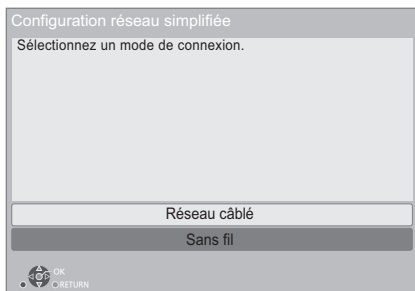 Configuration réseau simplifiée
Sélectionnez un mode de connexion.
Réseau câblé
Sans fil
OK
RETURN